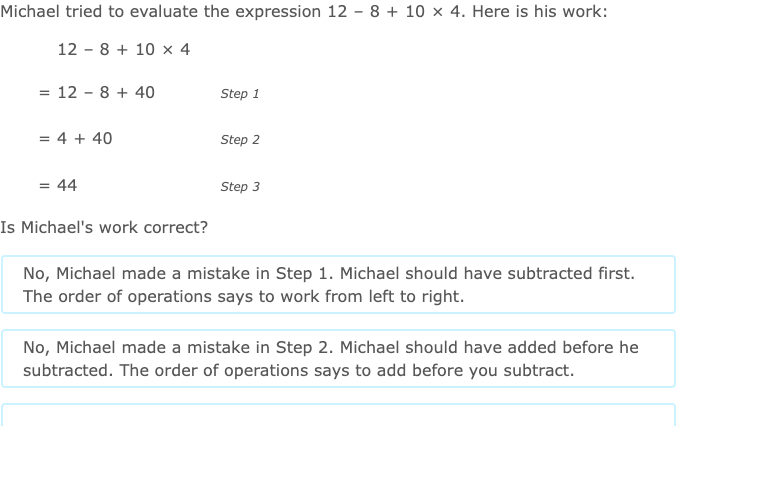 Michael tried to evaluate the expression 12 – 8 + 10 × 4. Here is his work:
12 – 8 + 10 × 4
= 12 – 8 + 40 Step 1
= 4 + 40 Step 2
= 44 Step 3
Is Michael's work correct?
No, Michael made a mistake in Step 1. Michael should have subtracted first.
The order of operations says to work from left to right.
No, Michael made a mistake in Step 2. Michael should have added before he
subtracted. The order of operations says to add before you subtract.